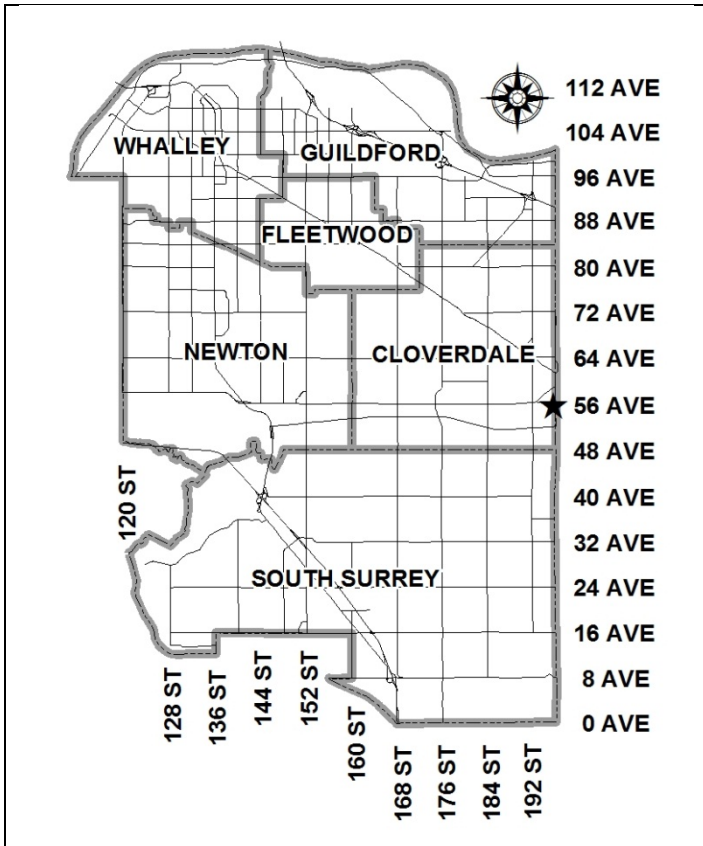 112 AVE
104 AVE
WHALLEY
GUILDFORD
96 AVE
88 AVE
FLEETWOOD
80 AVE
72 AVE
NEWTON
CLOVERDALE
64 AVE
56 AVE
48 AVE
120 ST
40 AVE
32 AVE
SOUTH SURREY
24 AVE
16 AVE
128 ST
136 ST
144 ST
152 ST
160 ST
8 AVE
0 AVE
168 ST
176 ST
184 ST
192 ST